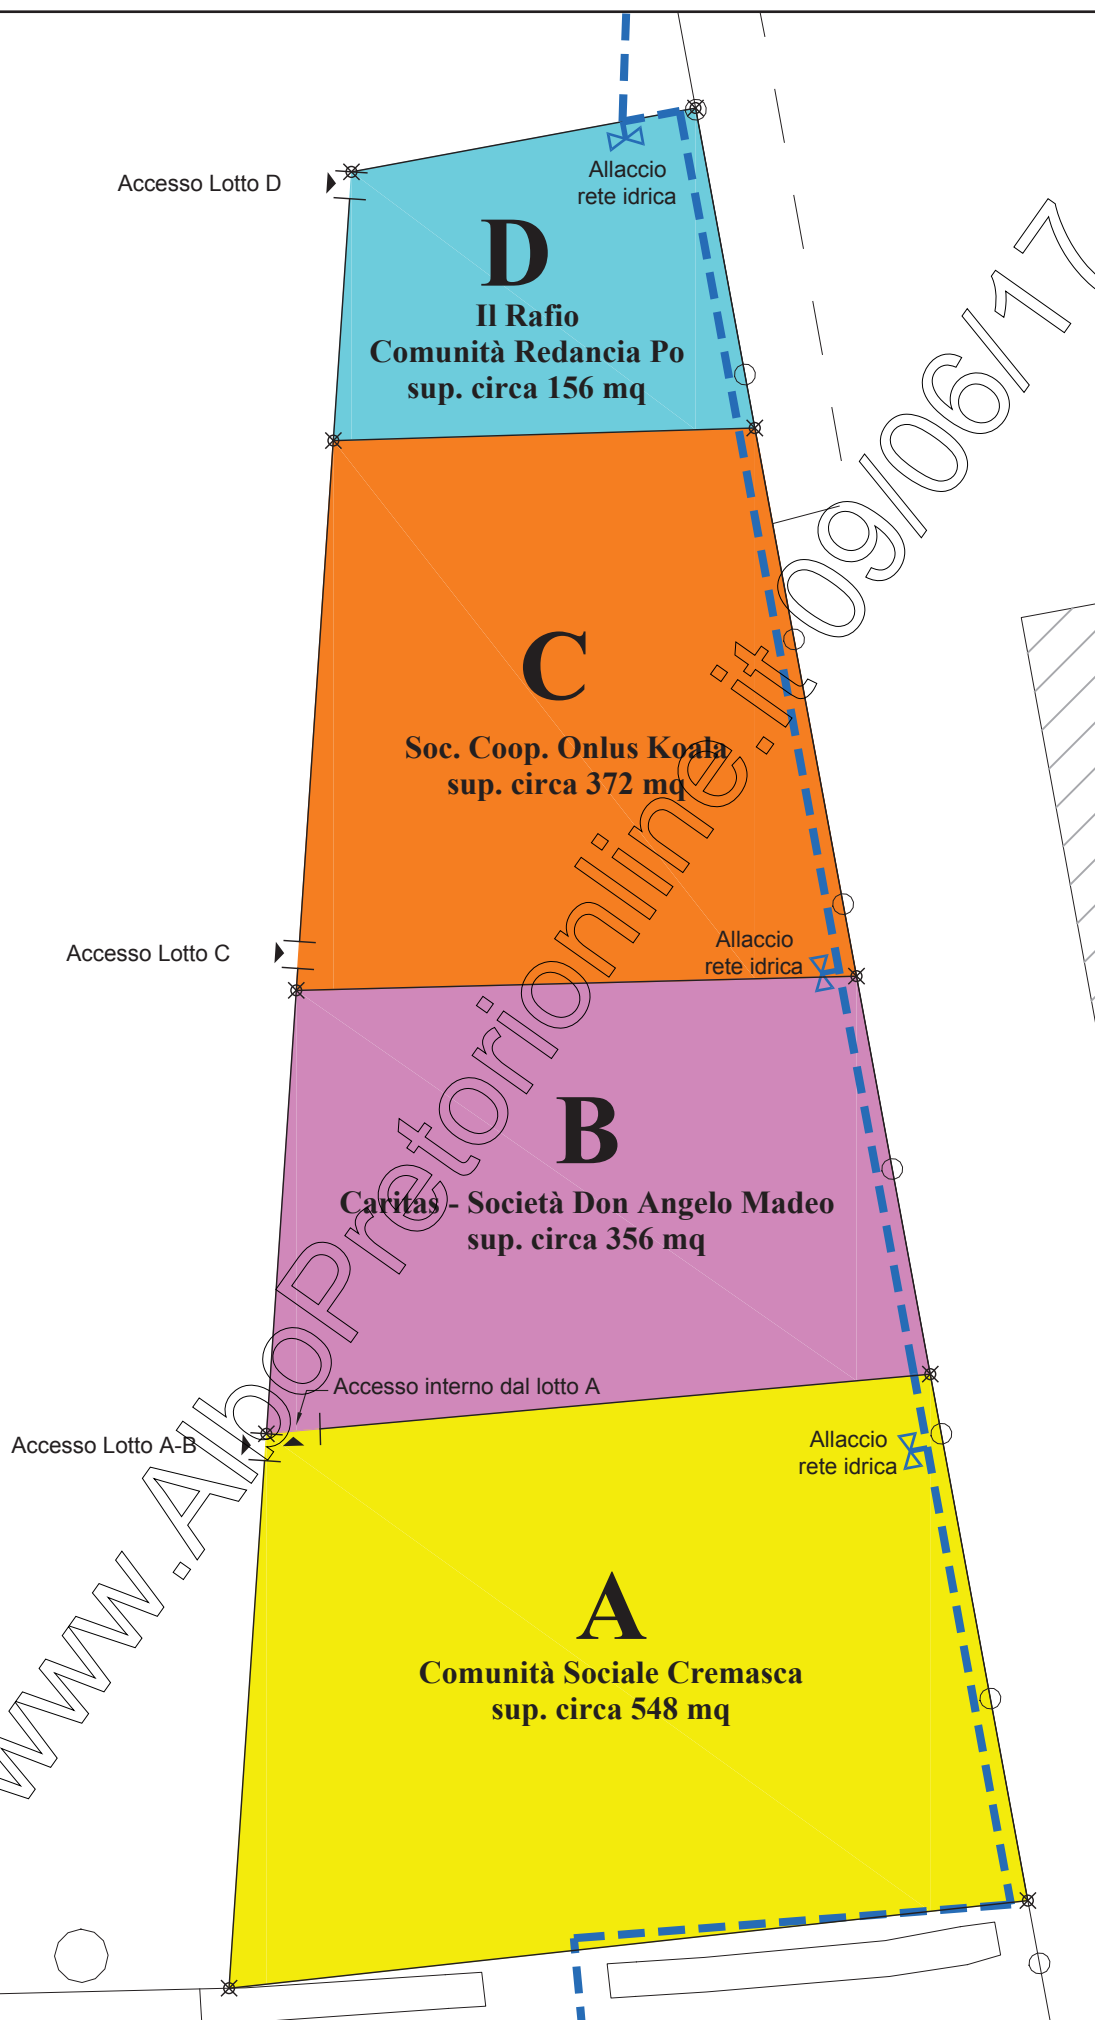 Allaccio
rete idrica
Accesso Lotto D
D
Il Rafio
Comunità Redancia Po
sup. circa 156 mq
C
Soc. Coop. Onlus Koala
sup. circa 372 mq
Allaccio
rete idrica
Accesso Lotto C
B
Caritas - Società Don Angelo Madeo
sup. circa 356 mq
Accesso interno dal lotto A
Accesso Lotto A-B
Allaccio
rete idrica
A
Comunità Sociale Cremasca
sup. circa 548 mq
www.AlboPretorionline.it 09/06/17